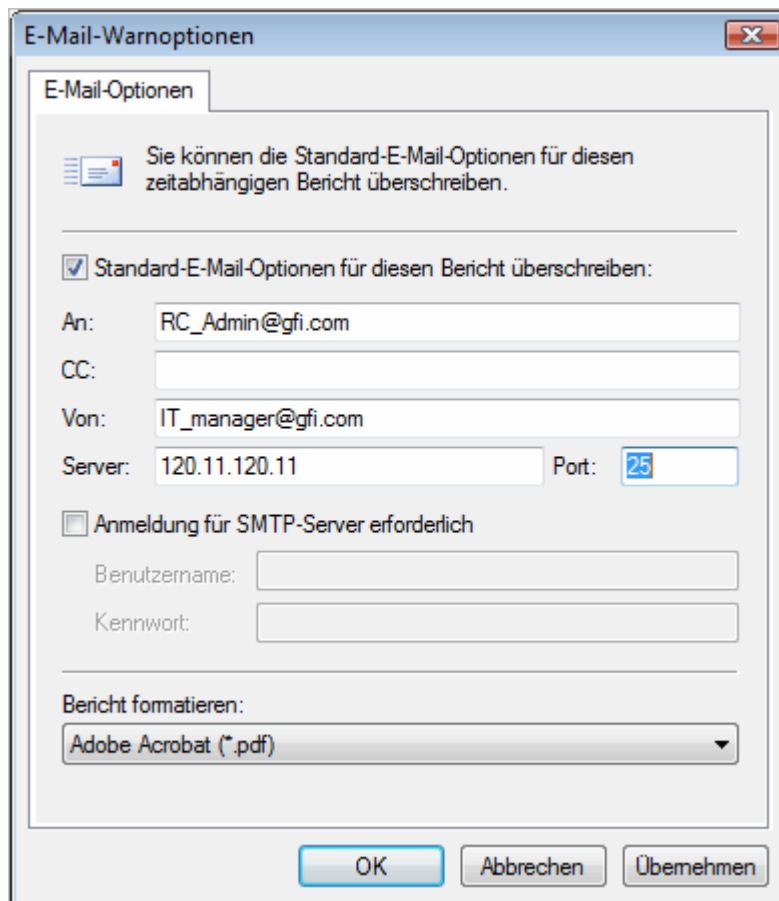 E-Mail-Warnoptionen
E-Mail-Optionen
Sie können die Standard-E-Mail-Optionen für diesen
zeitabhängigen Bericht überschreiben.
Standard-E-Mail-Optionen für diesen Bericht überschreiben:
An: RC_Admin@gfi.com
CC:
Von: IT_manager@gfi.com
Server: 120.11.120.11 Port: 25
Anmeldung für SMTP-Server erforderlich
Benutzername:
Kennwort:
Bericht formatieren:
Adobe Acrobat (*.pdf)
OK Abbrechen Übernehmen